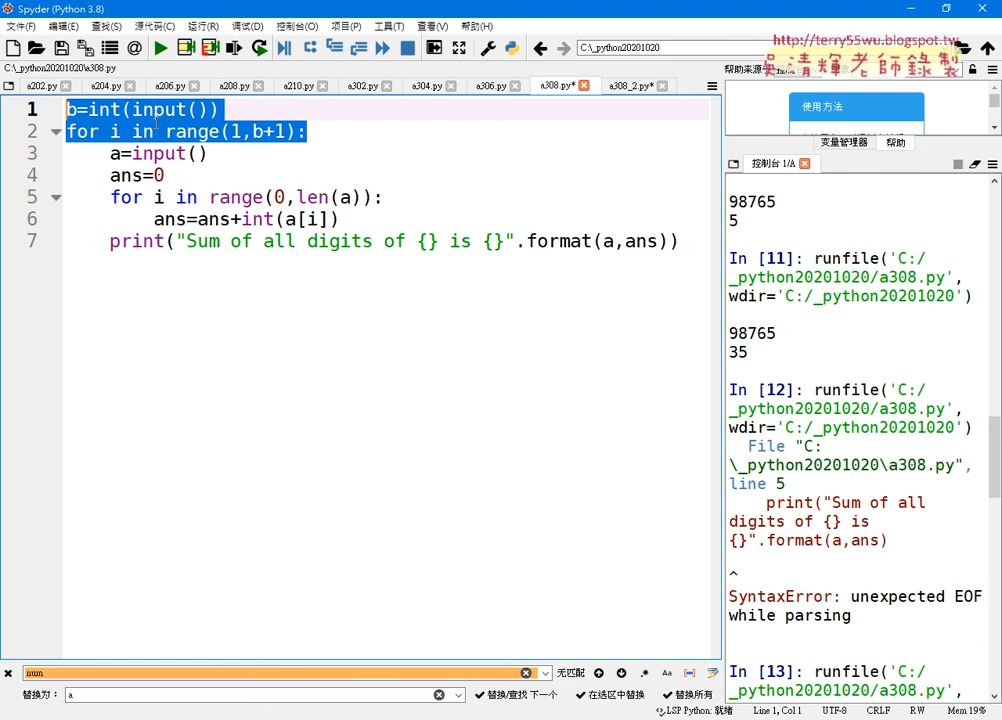 Spyder (Python 3.8)
文件(F) 编辑(E) 查找(S) 源代码(C) 运行(R) 调试(D) 控制台(O) 项目(P) 工具(T) 查看(V) 帮助(H)
C:\_python20201020
http://terry55wu.blogspot.tw
吳清輝老師錄製
C:\_python20201020\a308.py
帮助来源
a202.py a204.py a206.py a208.py a210.py a302.py a304.py a306.py a308.py* a308_2.py*
使用方法
变量管理器 帮助
控制台 1/A
1 b=int(input())
2 for i in range(1,b+1):
3 a=input()
4 ans=0
5 for i in range(0,len(a)):
6 ans=ans+int(a[i])
7 print("Sum of all digits of {} is {}".format(a,ans))
98765
5
In [11]: runfile('C:/
_python20201020/a308.py',
wdir='C:/_python20201020')
98765
35
In [12]: runfile('C:/
_python20201020/a308.py',
wdir='C:/_python20201020')
File "C:
\_python20201020\a308.py",
line 5
print("Sum of all
digits of {} is
{}".format(a,ans)
^
SyntaxError: unexpected EOF
while parsing
In [13]: runfile('C:/
_python20201020/a308.py',
num 无匹配 Aa
替换为： a 替换/查找 下一个 在选区中替换 替换所有
LSP Python: 就绪 Line 1, Col 1 UTF-8 CRLF RW Mem 19%